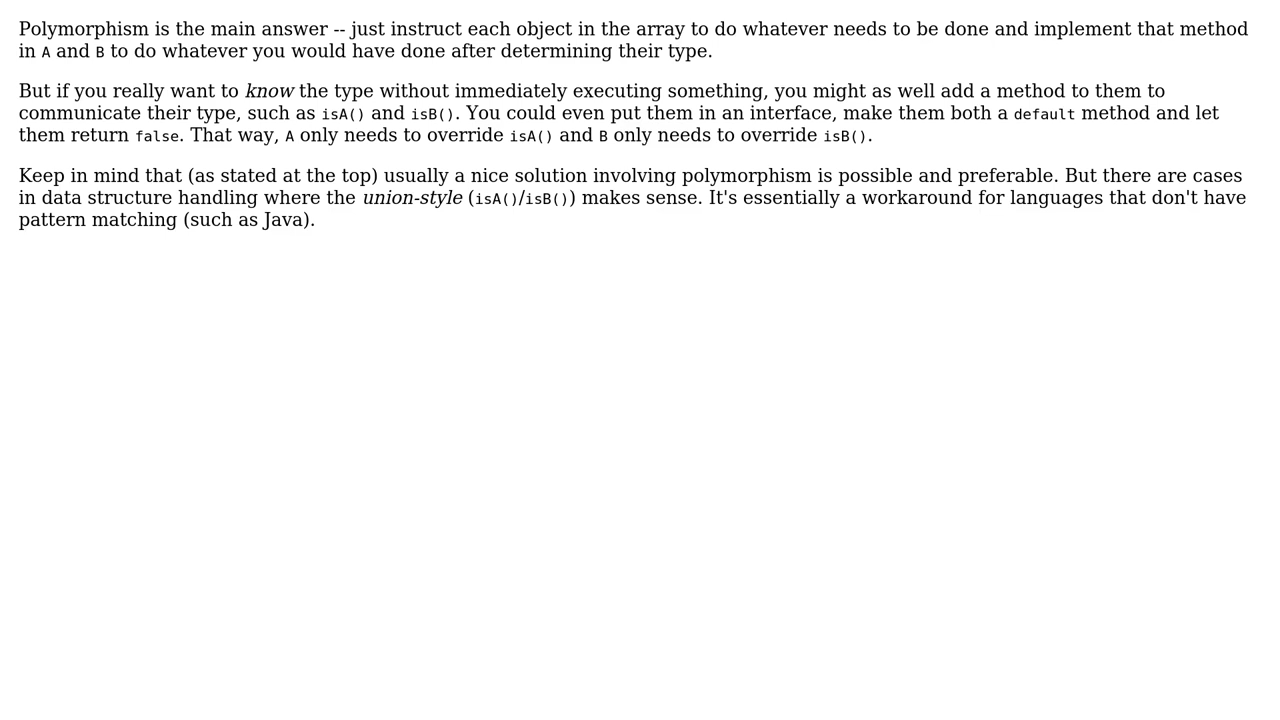 Polymorphism is the main answer -- just instruct each object in the array to do whatever needs to be done and implement that method
in A and B to do whatever you would have done after determining their type.
But if you really want to know the type without immediately executing something, you might as well add a method to them to
communicate their type, such as isA() and isB(). You could even put them in an interface, make them both a default method and let
them return false. That way, A only needs to override isA() and B only needs to override isB().
Keep in mind that (as stated at the top) usually a nice solution involving polymorphism is possible and preferable. But there are cases
in data structure handling where the union-style (isA()/isB()) makes sense. It's essentially a workaround for languages that don't have
pattern matching (such as Java).